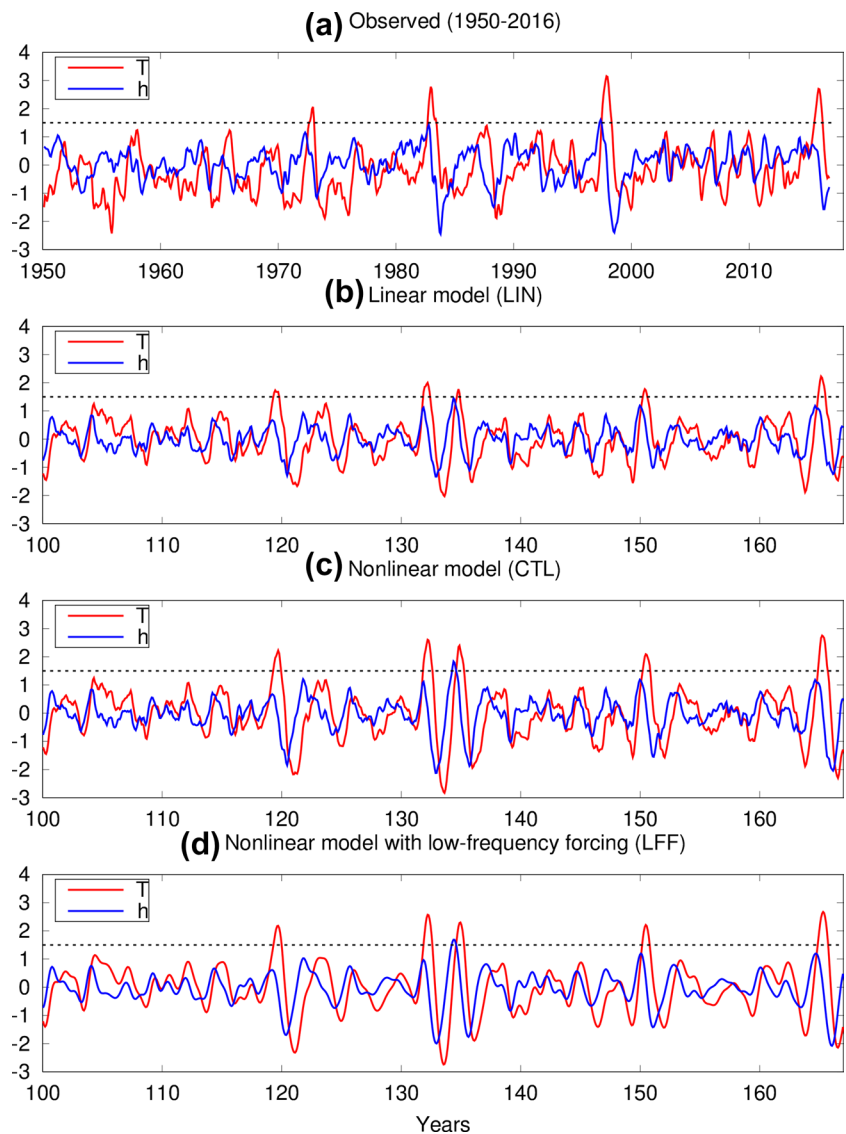 (a) Observed (1950-2016)
4
3
2
1
0
-1
-2
-3
T
h
1950 1960 1970 1980 1990 2000 2010
(b) Linear model (LIN)
4
3
2
1
0
-1
-2
-3
T
h
100 110 120 130 140 150 160
(c) Nonlinear model (CTL)
4
3
2
1
0
-1
-2
-3
T
h
100 110 120 130 140 150 160
(d) Nonlinear model with low-frequency forcing (LFF)
4
3
2
1
0
-1
-2
-3
T
h
100 110 120 130 140 150 160
Years